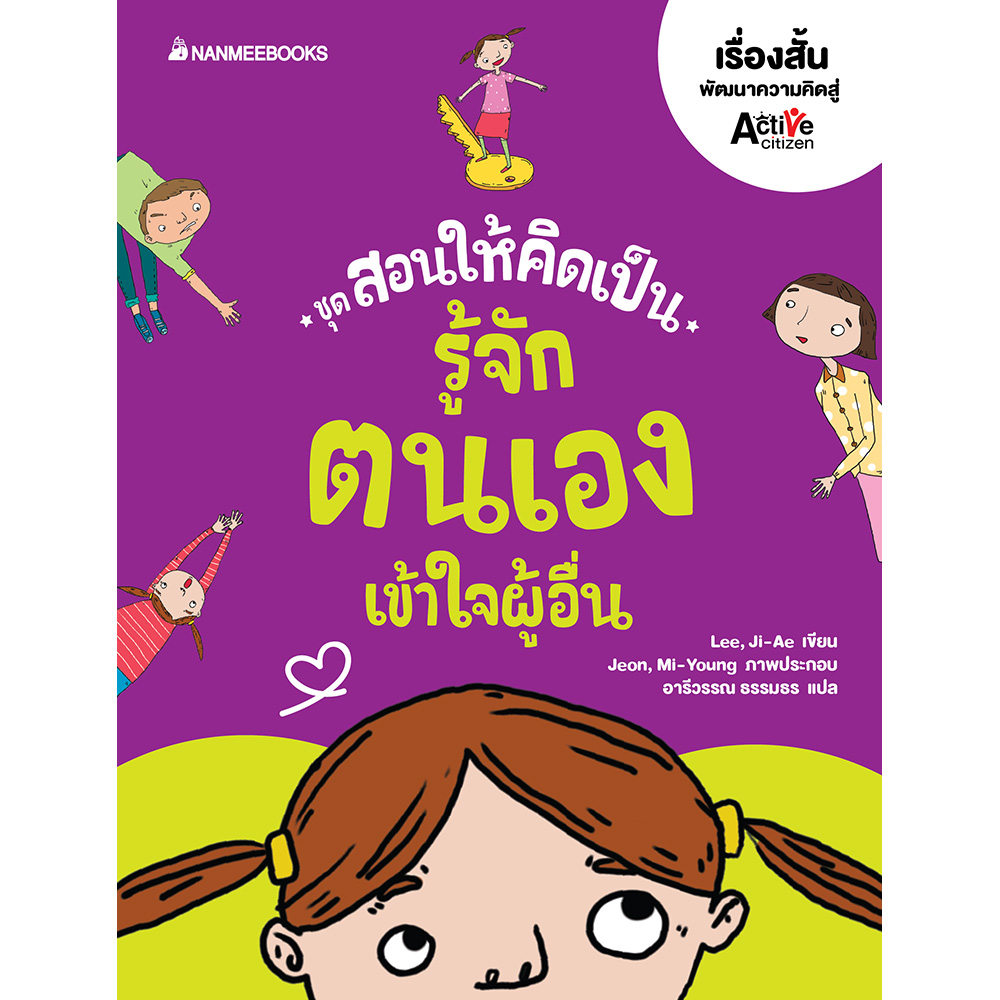 NANMEEBOOKS
เรื่องสั้น
พัฒนาความคิดสู่
Active
citizen
ชุด สอนให้คิดเป็น
รู้จัก
ตนเอง
เข้าใจผู้อื่น
Lee, Ji-Ae เขียน
Jeon, Mi-Young ภาพประกอบ
อารีวรรณ ธรรมธร แปล